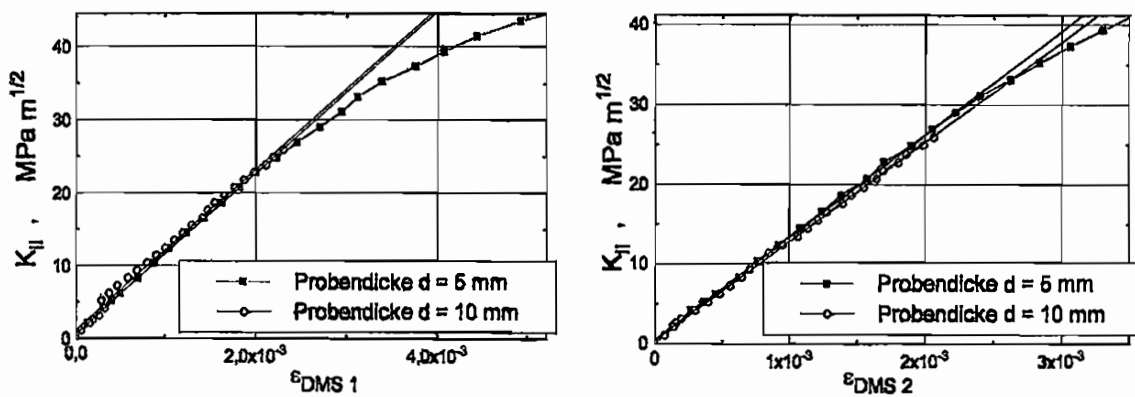 K_II , MPa m^1/2
40
30
20
10
0
0,0
2,0x10^-3
4,0x10^-3
ε_DMS 1
Probendicke d = 5 mm
Probendicke d = 10 mm
K_II , MPa m^1/2
40
30
20
10
0
1x10^-3
2x10^-3
3x10^-3
ε_DMS 2
Probendicke d = 5 mm
Probendicke d = 10 mm